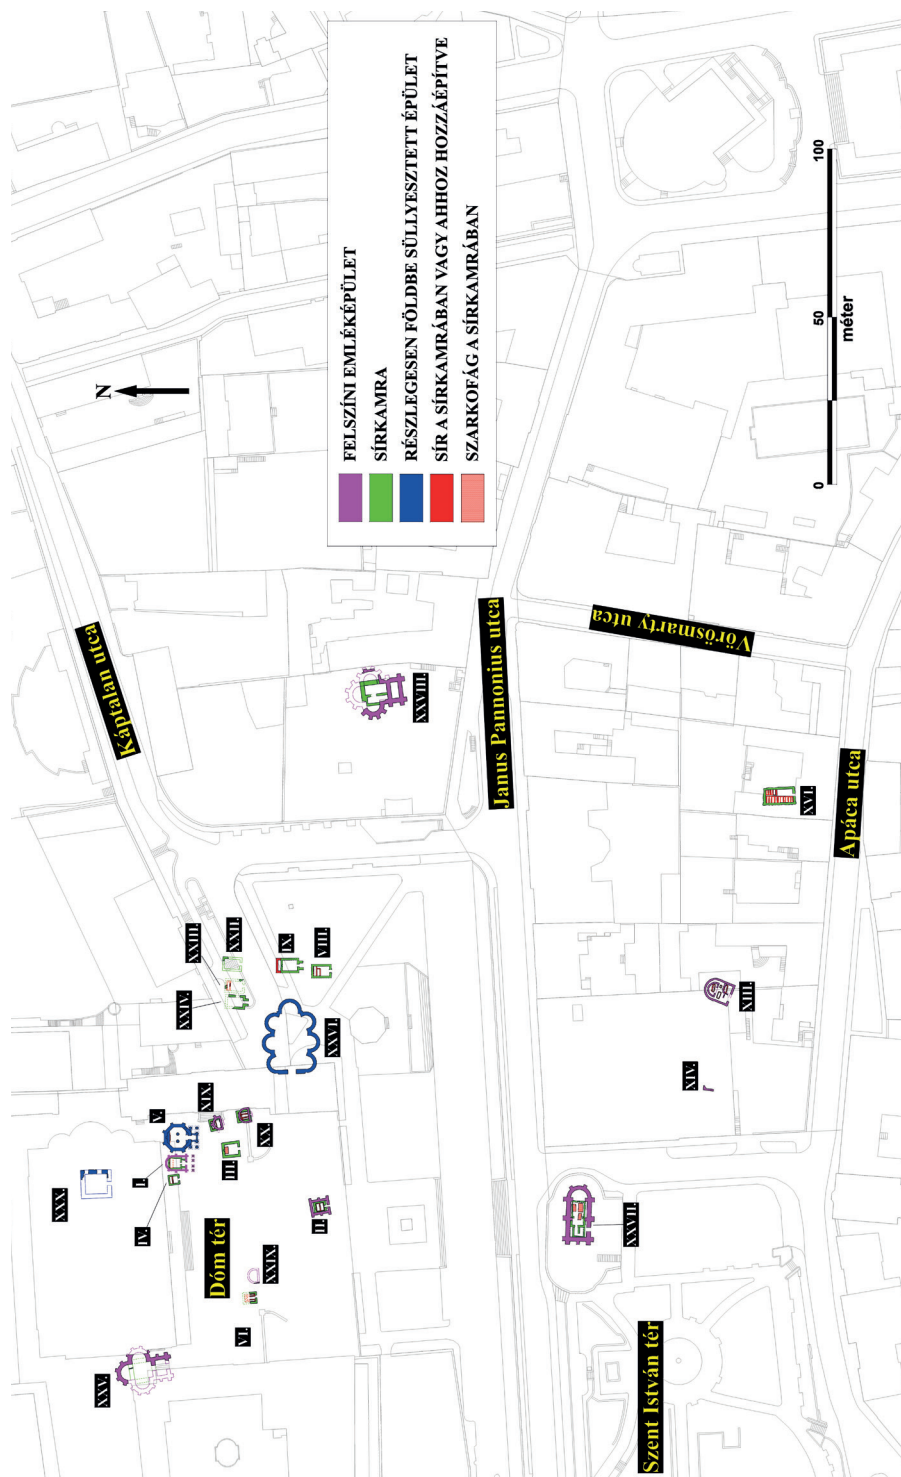 FELSZÍNI EMLÉKÉPÜLET
SÍRKAMRA
RÉSZLEGESEN FÖLDBE SÜLLYESZTETT ÉPÜLET
SÍR A SÍRKAMRÁBAN VAGY AHHOZ HOZZÁÉPÍTVE
SZARKOFÁG A SÍRKAMRÁBAN
N
Káptalan utca
Janus Pannonius utca
Vörösmarty utca
Apáca utca
Dóm tér
Szent István tér
XXV.
XXX.
IV.
I.
V.
XIX.
XX.
III.
II.
VI.
XXIX.
XXIV.
XXIII.
XXII.
IX.
VIII.
XXVI.
XXVIII.
XXVII.
XIV.
XIII.
XVI.
0
50
100
méter